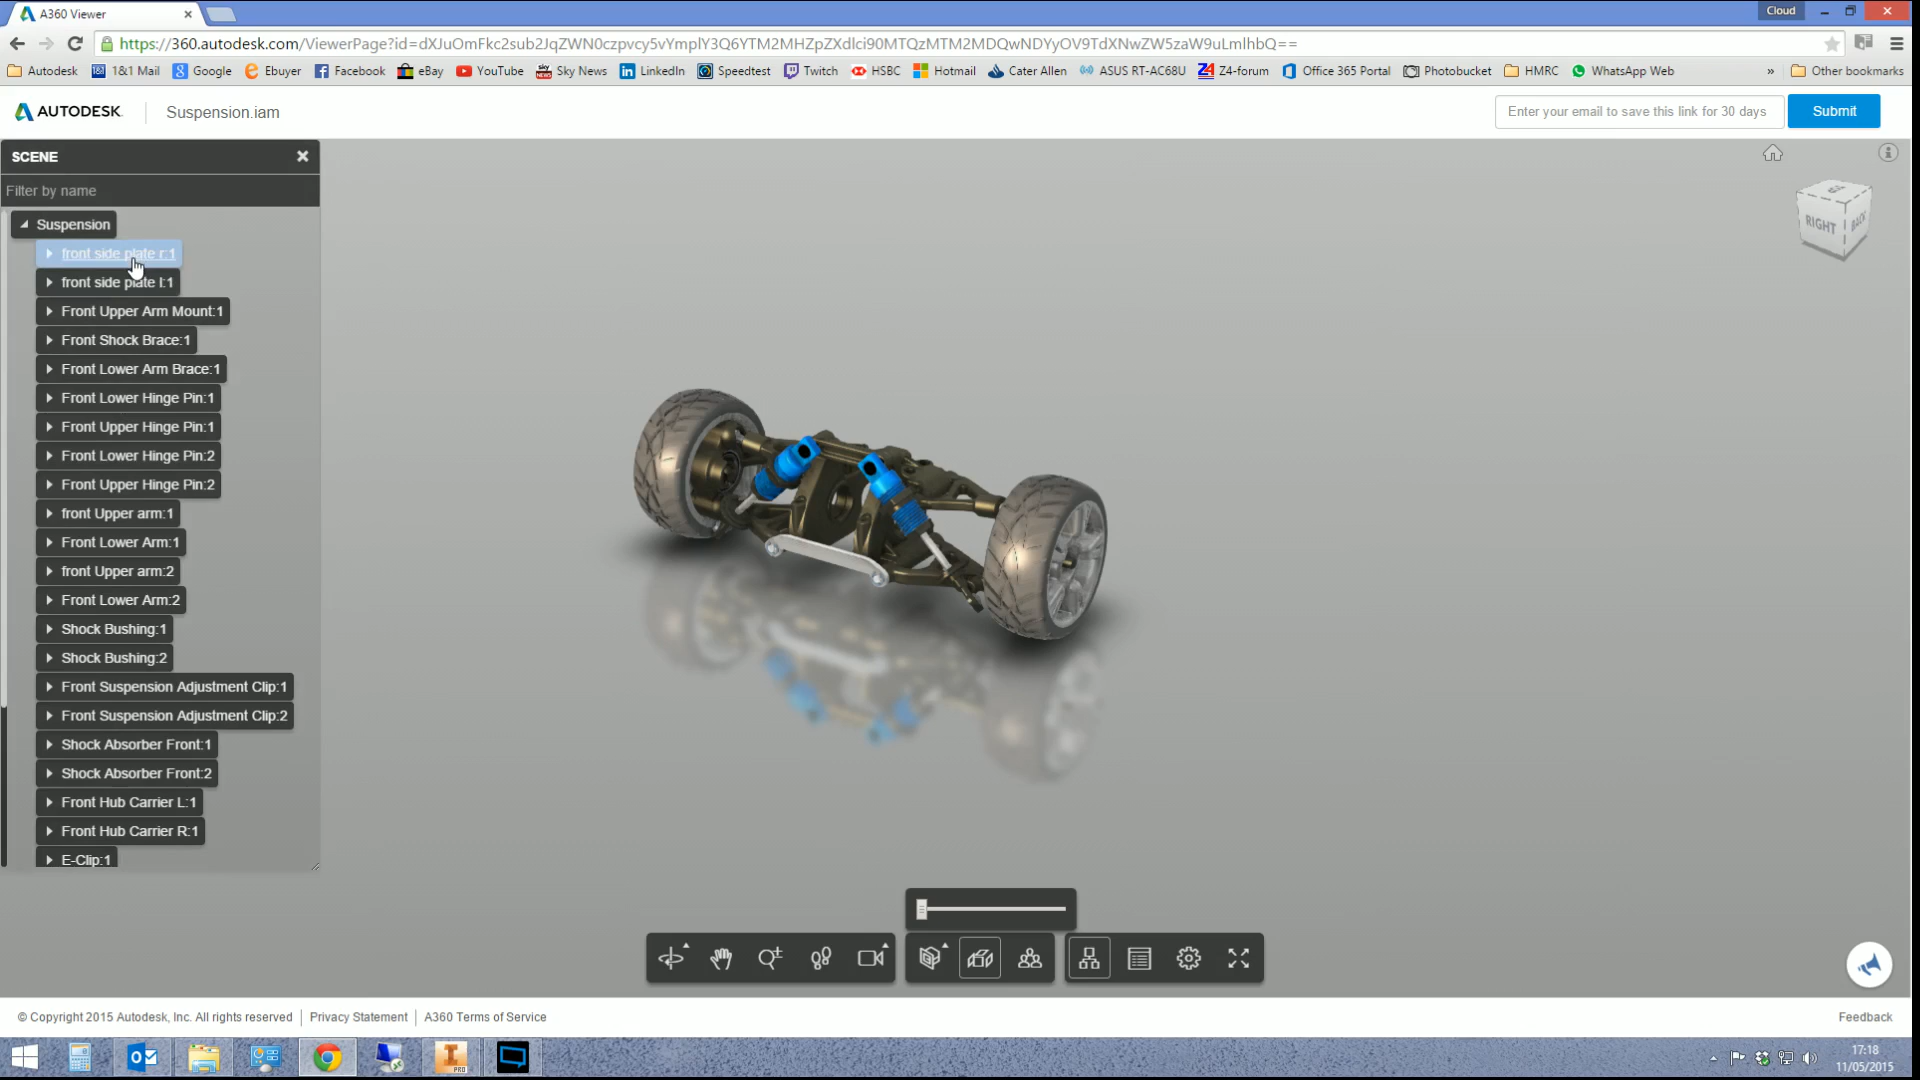 A360 Viewer
Cloud
https://360.autodesk.com/ViewerPage?id=dXJuOmFkc2sub2JqZWN0czpvcy5vYmplY3Q6YTM2MHZpZXdlci90MTQzMTM2MDQwNDYyOV9TdXNwZW5zaW9uLmlhbQ==
Autodesk 1&1 Mail Google Ebuyer Facebook eBay YouTube Sky News LinkedIn Speedtest Twitch HSBC Hotmail Cater Allen ASUS RT-AC68U Z4-forum Office 365 Portal Photobucket HMRC WhatsApp Web » Other bookmarks
AUTODESK Suspension.iam Enter your email to save this link for 30 days Submit
SCENE
Filter by name
Suspension
front side plate r:1
front side plate l:1
Front Upper Arm Mount:1
Front Shock Brace:1
Front Lower Arm Brace:1
Front Lower Hinge Pin:1
Front Upper Hinge Pin:1
Front Lower Hinge Pin:2
Front Upper Hinge Pin:2
front Upper arm:1
Front Lower Arm:1
front Upper arm:2
Front Lower Arm:2
Shock Bushing:1
Shock Bushing:2
Front Suspension Adjustment Clip:1
Front Suspension Adjustment Clip:2
Shock Absorber Front:1
Shock Absorber Front:2
Front Hub Carrier L:1
Front Hub Carrier R:1
E-Clip:1
RIGHT
BACK
© Copyright 2015 Autodesk, Inc. All rights reserved Privacy Statement A360 Terms of Service Feedback
PRO
17:18
11/05/2015